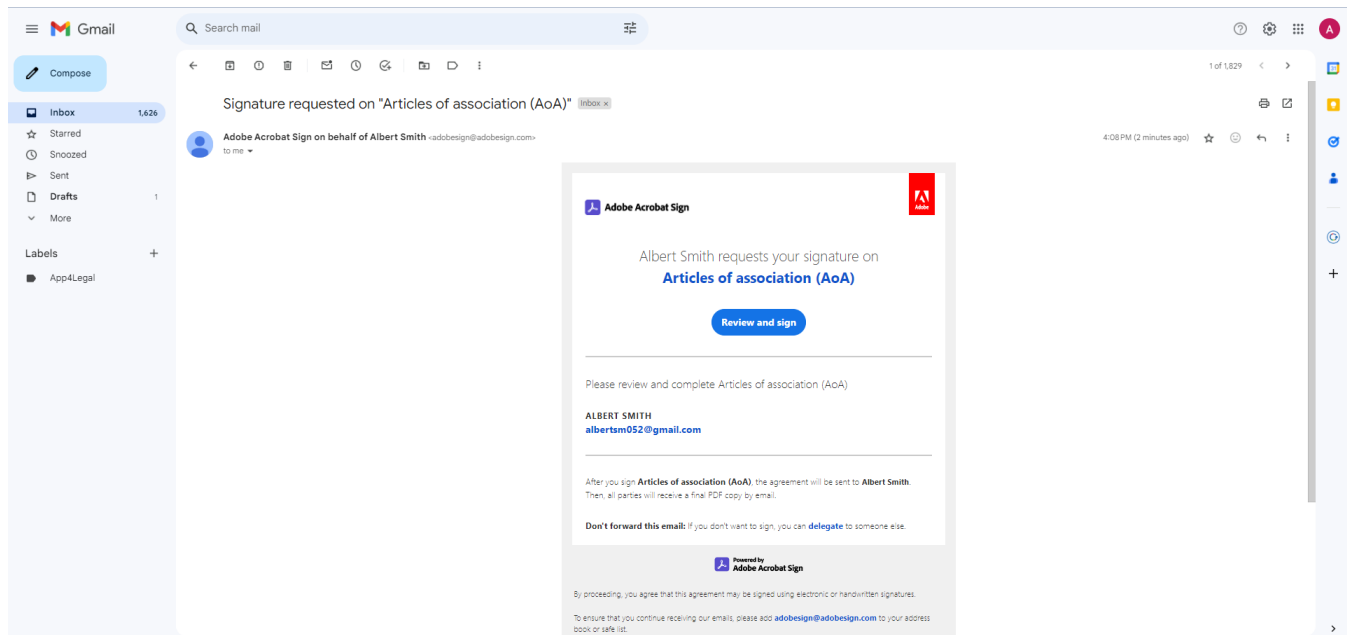 Gmail
Search mail
A
Compose
1 of 1,829
31
Signature requested on "Articles of association (AoA)" Inbox x
Inbox 1,626
Starred
Snoozed
Sent
Drafts 1
More
Labels +
App4Legal
Adobe Acrobat Sign on behalf of Albert Smith <adobesign@adobesign.com>
to me
4:08 PM (2 minutes ago)
Adobe Acrobat Sign
Adobe
Albert Smith requests your signature on
Articles of association (AoA)
Review and sign
Please review and complete Articles of association (AoA)
ALBERT SMITH
albertsm052@gmail.com
After you sign Articles of association (AoA), the agreement will be sent to Albert Smith.
Then, all parties will receive a final PDF copy by email.
Don't forward this email: If you don't want to sign, you can delegate to someone else.
Powered by
Adobe Acrobat Sign
By proceeding, you agree that this agreement may be signed using electronic or handwritten signatures.
To ensure that you continue receiving our emails, please add adobesign@adobesign.com to your address
book or safe list.